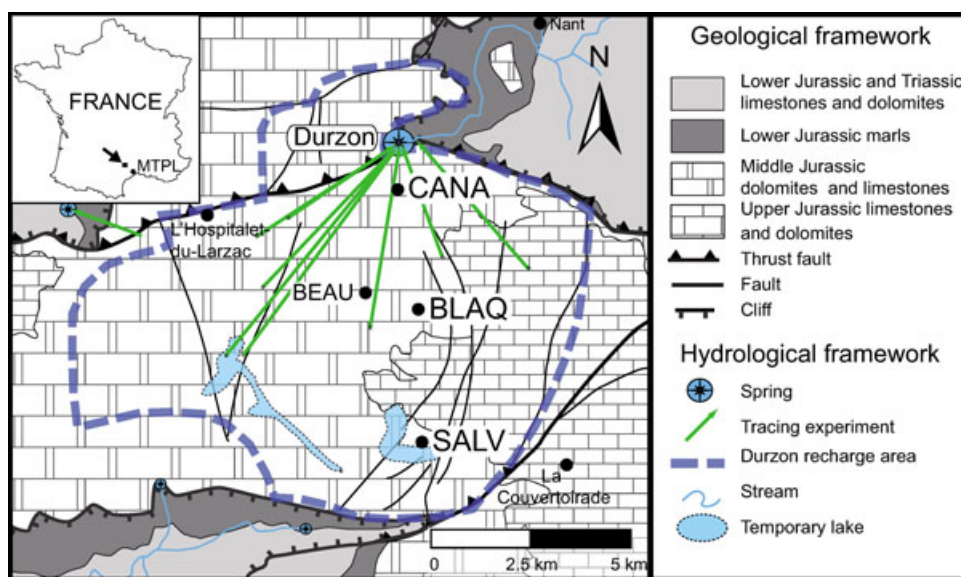 FRANCE
MTPL
Nant
N
Durzon
CANA
L'Hospitalet-
du-Larzac
BEAU
BLAQ
SALV
La
Couvertoirade
0
2.5 km
5 km
Geological framework
Lower Jurassic and Triassic
limestones and dolomites
Lower Jurassic marls
Middle Jurassic
dolomites and limestones
Upper Jurassic limestones
and dolomites
Thrust fault
Fault
Cliff
Hydrological framework
Spring
Tracing experiment
Durzon recharge area
Stream
Temporary lake